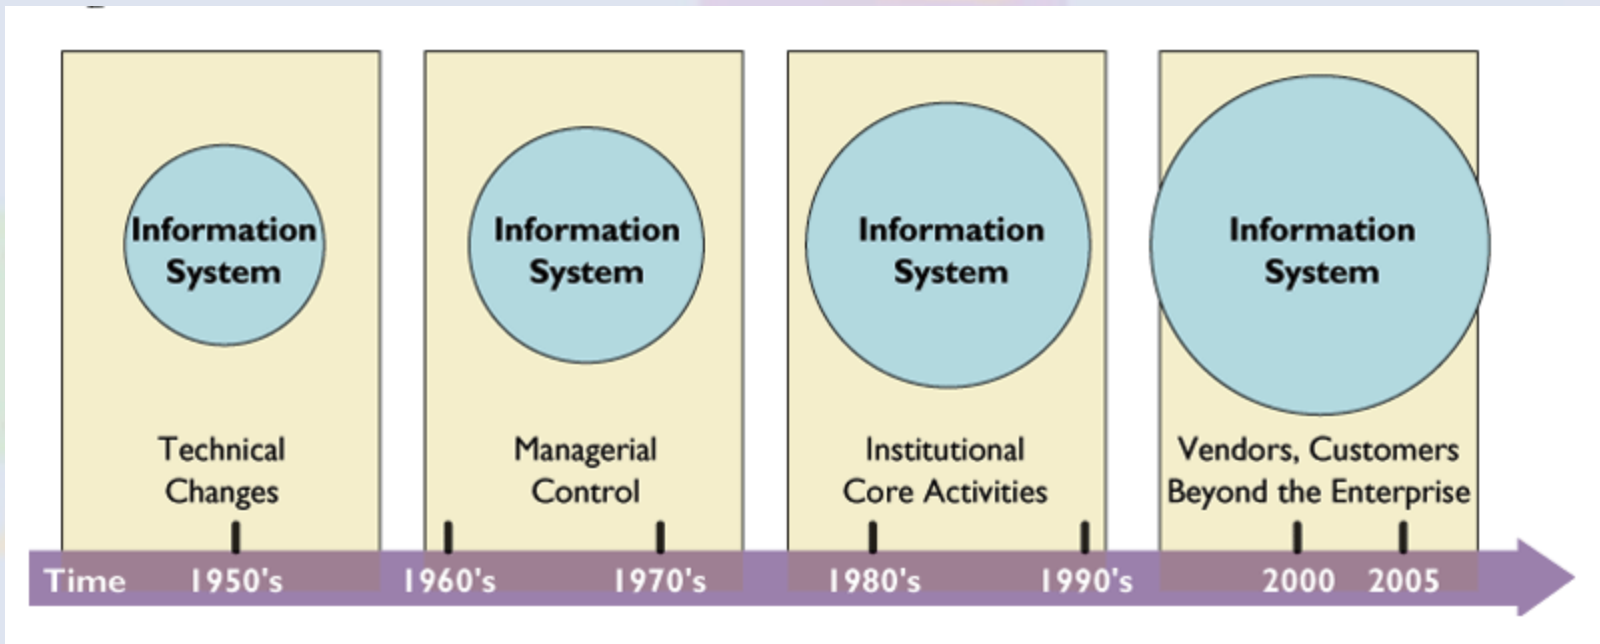 Information
System
Technical
Changes
Information
System
Managerial
Control
Information
System
Institutional
Core Activities
Information
System
Vendors, Customers
Beyond the Enterprise
Time 1950's 1960's 1970's 1980's 1990's 2000 2005